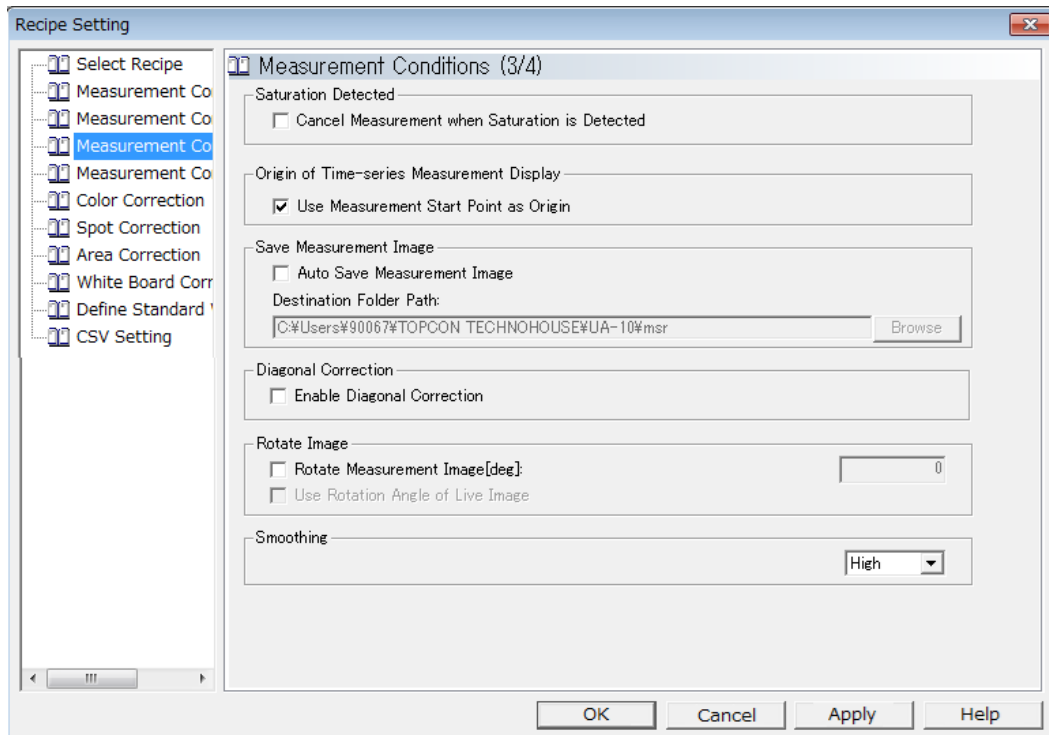 Recipe Setting
Select Recipe
Measurement Co
Measurement Co
Measurement Co
Measurement Co
Color Correction
Spot Correction
Area Correction
White Board Corr
Define Standard
CSV Setting
Measurement Conditions (3/4)
Saturation Detected
Cancel Measurement when Saturation is Detected
Origin of Time-series Measurement Display
Use Measurement Start Point as Origin
Save Measurement Image
Auto Save Measurement Image
Destination Folder Path:
C:¥Users¥90067¥TOPCON TECHNOHOUSE¥UA-10¥msr
Browse
Diagonal Correction
Enable Diagonal Correction
Rotate Image
Rotate Measurement Image[deg]:
0
Use Rotation Angle of Live Image
Smoothing
High
OK
Cancel
Apply
Help